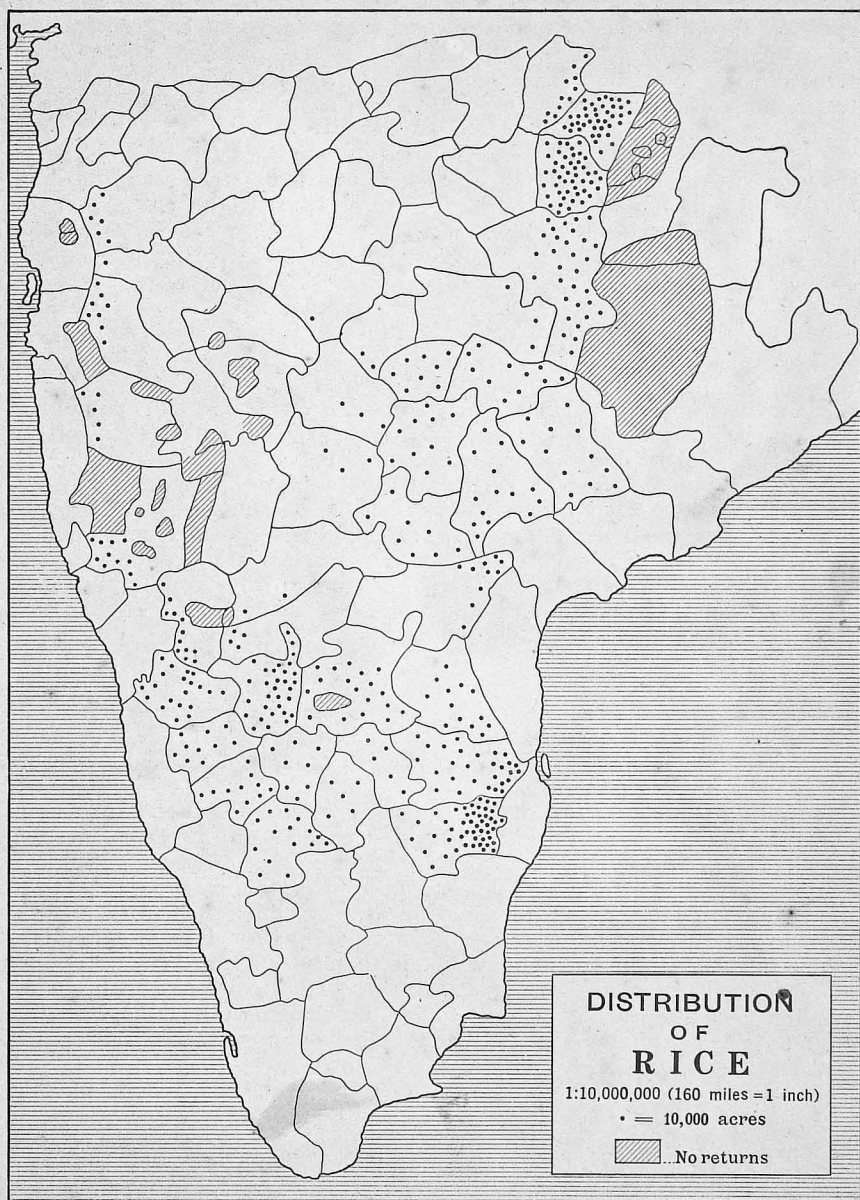 DISTRIBUTION
OF
RICE
1:10,000,000 (160 miles = 1 inch)
• = 10,000 acres
...No returns